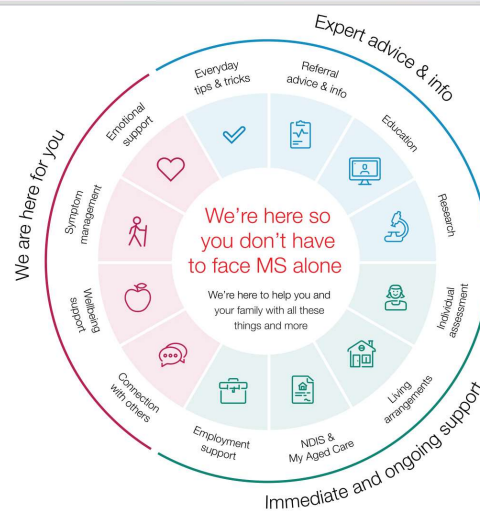 Expert advice & info
We are here for you
Immediate and ongoing support
Everyday
tips & tricks
Referral
advice & info
Education
Research
Individual
assessment
Living
arrangements
NDIS &
My Aged Care
Employment
support
Connection
with others
Wellbeing
support
Symptom
management
Emotional
support
We're here so
you don't have
to face MS alone
We're here to help you and
your family with all these
things and more